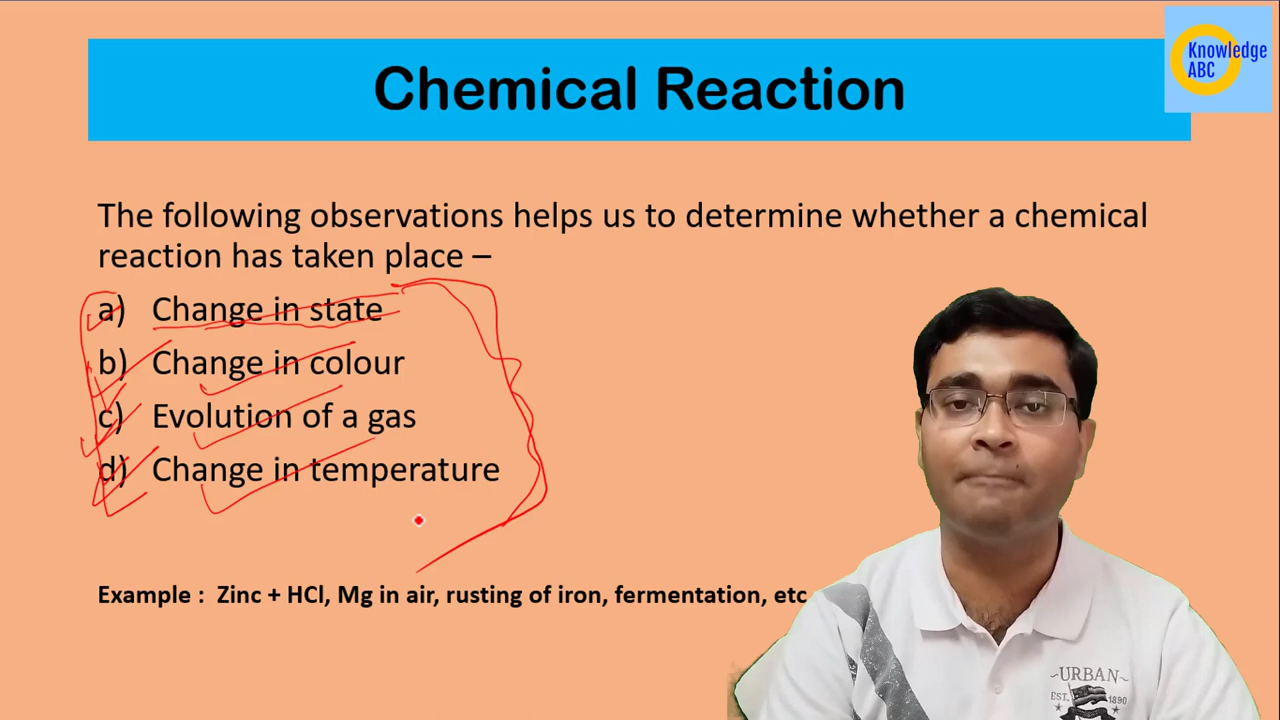 Chemical Reaction
Knowledge
ABC
The following observations helps us to determine whether a chemical
reaction has taken place –
a) Change in state
b) Change in colour
c) Evolution of a gas
d) Change in temperature
Example : Zinc + HCl, Mg in air, rusting of iron, fermentation, etc
~URBAN~
EST. 1890